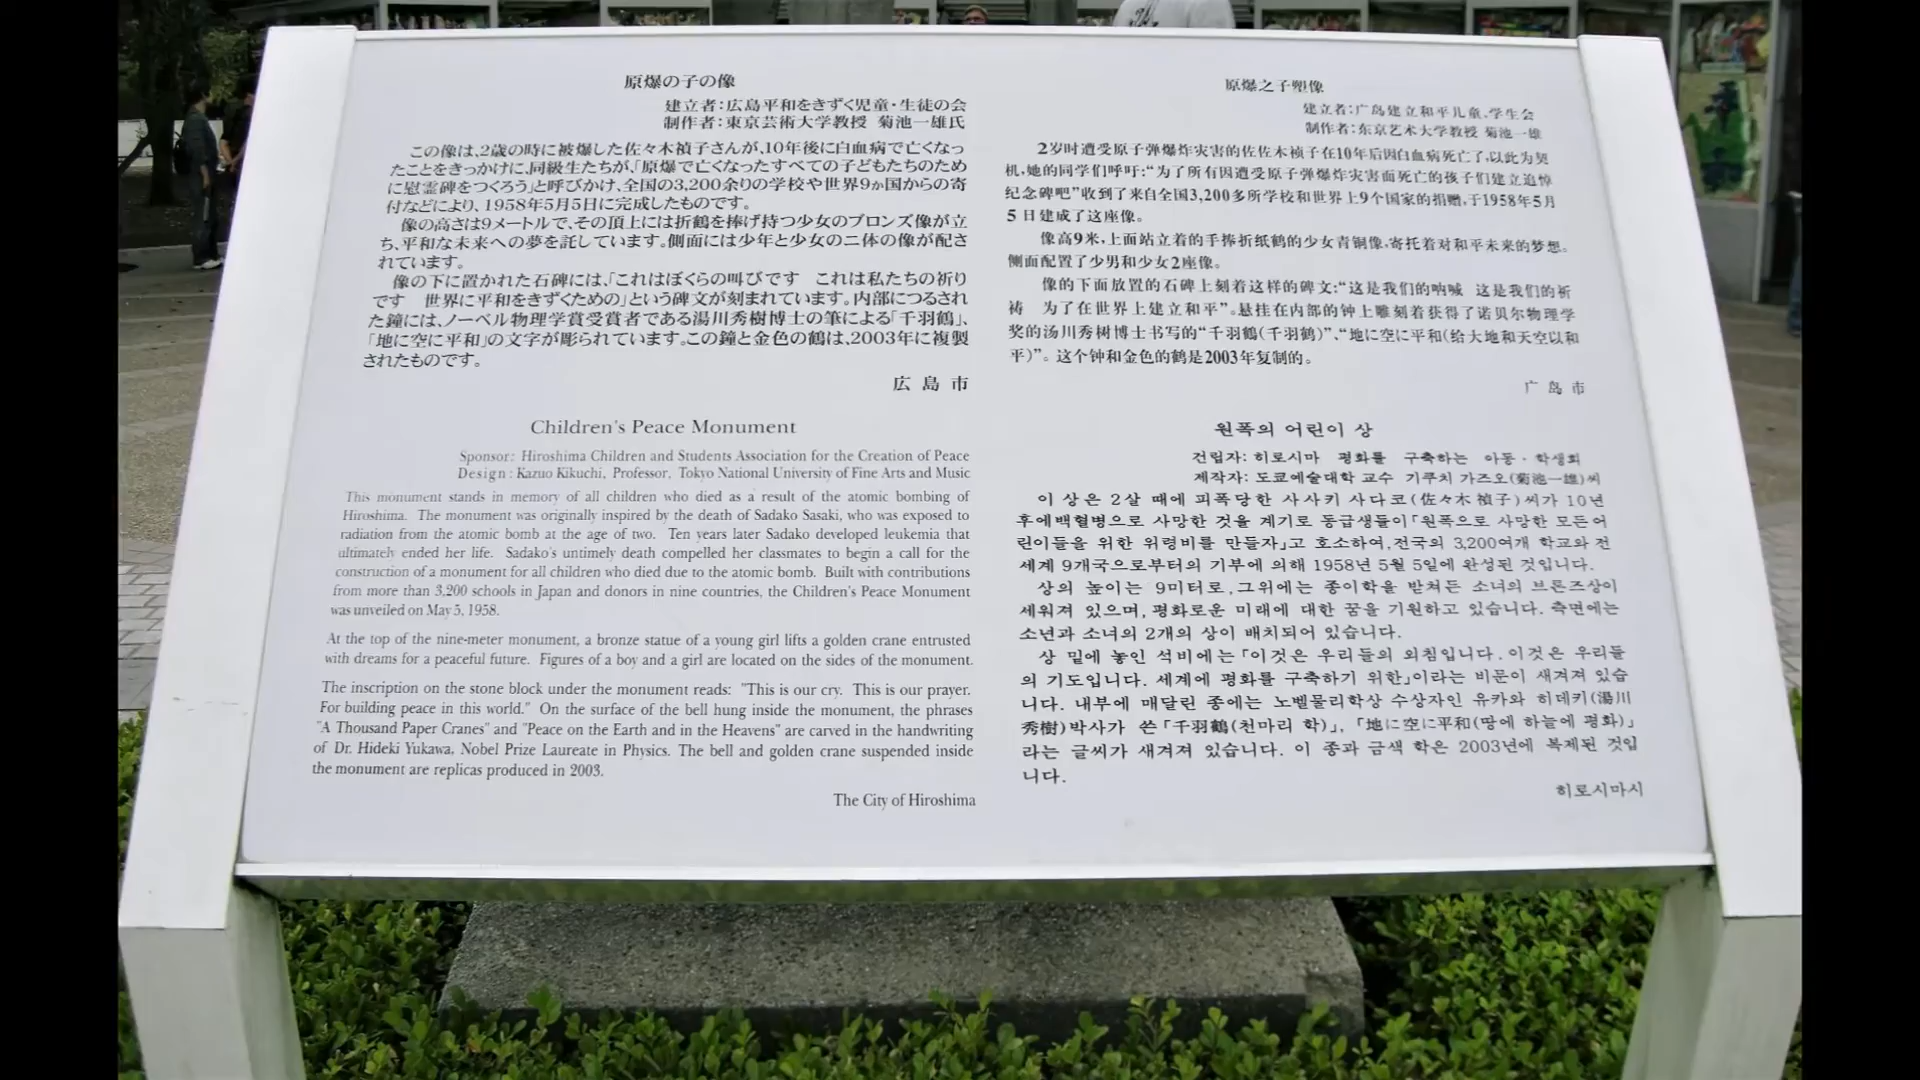 原爆の子の像
建立者：広島平和をきずく児童・生徒の会
制作者：東京芸術大学教授 菊池一雄氏
この像は、2歳の時に被爆した佐々木禎子さんが、10年後に白血病で亡くなっ
たことをきっかけに、同級生たちが、「原爆で亡くなったすべての子どもたちのため
に慰霊碑をつくろう」と呼びかけ、全国の3,200余りの学校や世界9か国からの寄
付などにより、1958年5月5日に完成したものです。
像の高さは9メートルで、その頂上には折鶴を捧げ持つ少女のブロンズ像が立
ち、平和な未来への夢を託しています。側面には少年と少女の二体の像が配さ
れています。
像の下に置かれた石碑には、「これはぼくらの叫びです　これは私たちの祈り
です　世界に平和をきずくための」という碑文が刻まれています。内部につるされ
た鐘には、ノーベル物理学賞受賞者である湯川秀樹博士の筆による「千羽鶴」、
「地に空に平和」の文字が彫られています。この鐘と金色の鶴は、2003年に複製
されたものです。
広島市
原爆之子塑像
建立者：广岛建立和平儿童、学生会
制作者：东京艺术大学教授 菊池一雄
2岁时遭受原子弹爆炸灾害的佐佐木祯子在10年后因白血病死亡了，以此为契
机，她的同学们呼吁：“为了所有因遭受原子弹爆炸灾害而死亡的孩子们建立追悼
纪念碑吧”收到了来自全国3,200多所学校和世界上9个国家的捐赠，于1958年5月
5日建成了这座像。
像高9米，上面站立着的手捧折纸鹤的少女青铜像，寄托着对和平未来的梦想。
侧面配置了少男和少女2座像。
像的下面放置的石碑上刻着这样的碑文：“这是我们的呐喊　这是我们的祈
祷　为了在世界上建立和平”。悬挂在内部的钟上雕刻着获得了诺贝尔物理学
奖的汤川秀树博士书写的“千羽鶴（千羽鹤）”、“地に空に平和（给大地和天空以和
平）”。这个钟和金色的鹤是2003年复制的。
广岛市
Children's Peace Monument
Sponsor: Hiroshima Children and Students Association for the Creation of Peace
Design : Kazuo Kikuchi, Professor, Tokyo National University of Fine Arts and Music
This monument stands in memory of all children who died as a result of the atomic bombing of
Hiroshima. The monument was originally inspired by the death of Sadako Sasaki, who was exposed to
radiation from the atomic bomb at the age of two. Ten years later Sadako developed leukemia that
ultimately ended her life. Sadako's untimely death compelled her classmates to begin a call for the
construction of a monument for all children who died due to the atomic bomb. Built with contributions
from more than 3,200 schools in Japan and donors in nine countries, the Children's Peace Monument
was unveiled on May 5, 1958.
At the top of the nine-meter monument, a bronze statue of a young girl lifts a golden crane entrusted
with dreams for a peaceful future. Figures of a boy and a girl are located on the sides of the monument.
The inscription on the stone block under the monument reads: "This is our cry. This is our prayer.
For building peace in this world." On the surface of the bell hung inside the monument, the phrases
"A Thousand Paper Cranes" and "Peace on the Earth and in the Heavens" are carved in the handwriting
of Dr. Hideki Yukawa, Nobel Prize Laureate in Physics. The bell and golden crane suspended inside
the monument are replicas produced in 2003.
The City of Hiroshima
원폭의 어린이 상
건립자: 히로시마 평화를 구축하는 아동·학생회
제작자: 도쿄예술대학 교수 기쿠치 가즈오(菊池一雄)씨
이 상은 2살 때에 피폭당한 사사키 사다코(佐々木 禎子)씨가 10년
후에백혈병으로 사망한 것을 계기로 동급생들이「원폭으로 사망한 모든어
린이들을 위한 위령비를 만들자」고 호소하여,전국의 3,200여개 학교와 전
세계 9개국으로부터의 기부에 의해 1958년 5월 5일에 완성된 것입니다.
상의 높이는 9미터로,그위에는 종이학을 받쳐든 소녀의 브론즈상이
세워져 있으며,평화로운 미래에 대한 꿈을 기원하고 있습니다. 측면에는
소년과 소녀의 2개의 상이 배치되어 있습니다.
상 밑에 놓인 석비에는「이것은 우리들의 외침입니다.이것은 우리들
의 기도입니다. 세계에 평화를 구축하기 위한」이라는 비문이 새겨져 있습
니다. 내부에 매달린 종에는 노벨물리학상 수상자인 유카와 히데키(湯川
秀樹)박사가 쓴「千羽鶴(천마리 학)」,「地に空に平和(땅에 하늘에 평화)」
라는 글씨가 새겨져 있습니다. 이 종과 금색 학은 2003년에 복제된 것입
니다.
히로시마시